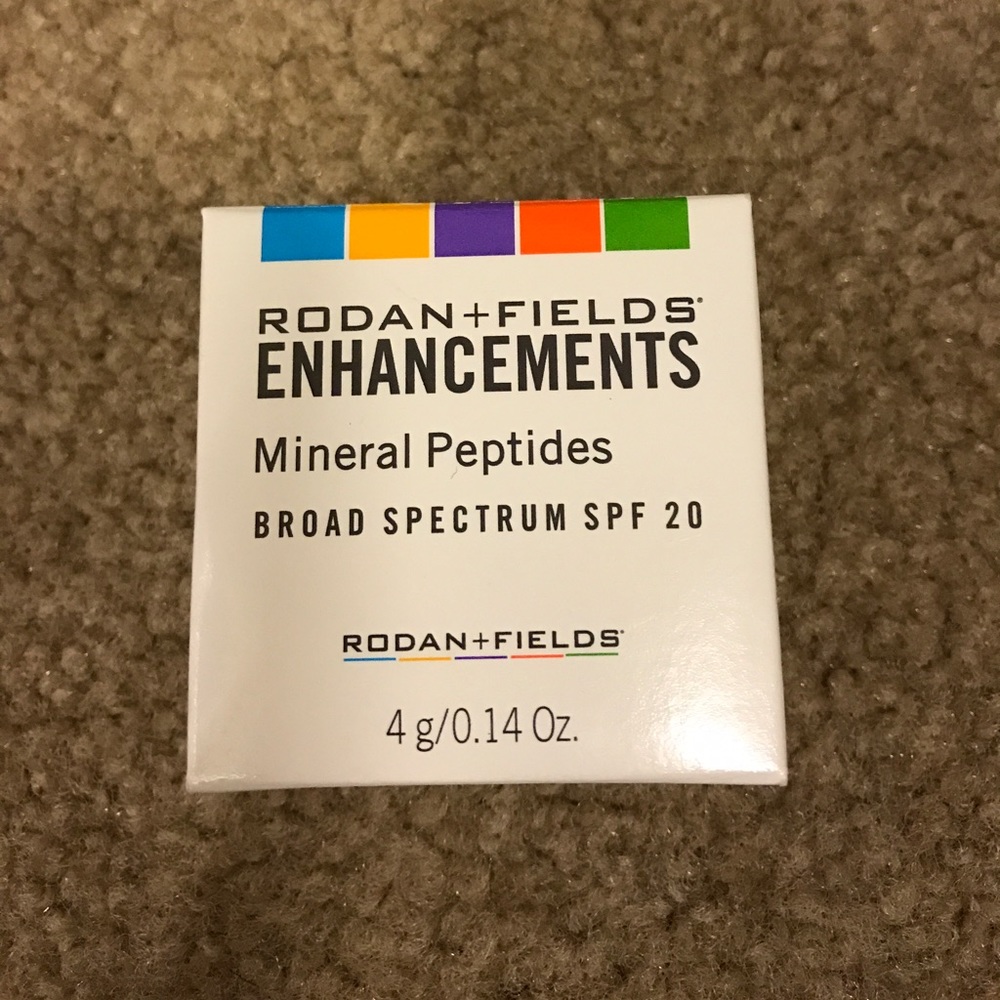 RODAN+FIELDS®
ENHANCEMENTS
Mineral Peptides
BROAD SPECTRUM SPF 20
RODAN+FIELDS®
4 g/0.14 Oz.